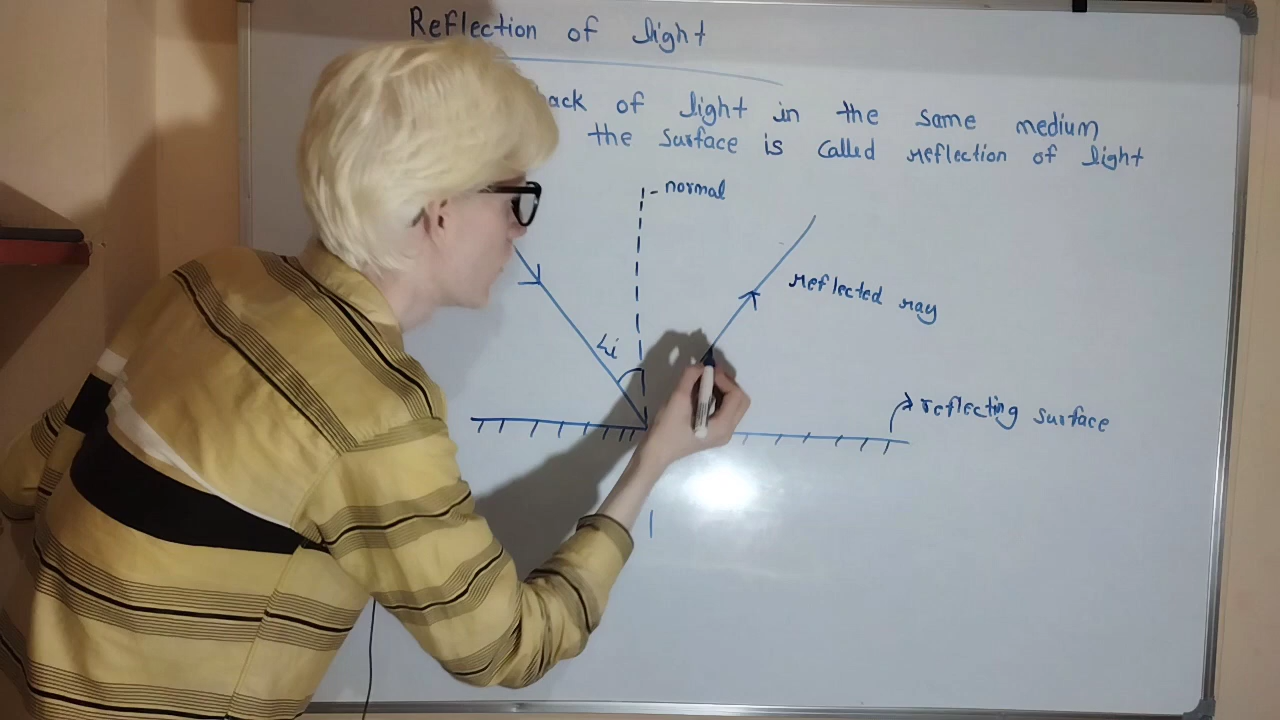 Reflection of light
back of light in the same medium
the surface is called reflection of light
normal
reflected ray
∠i
reflecting surface